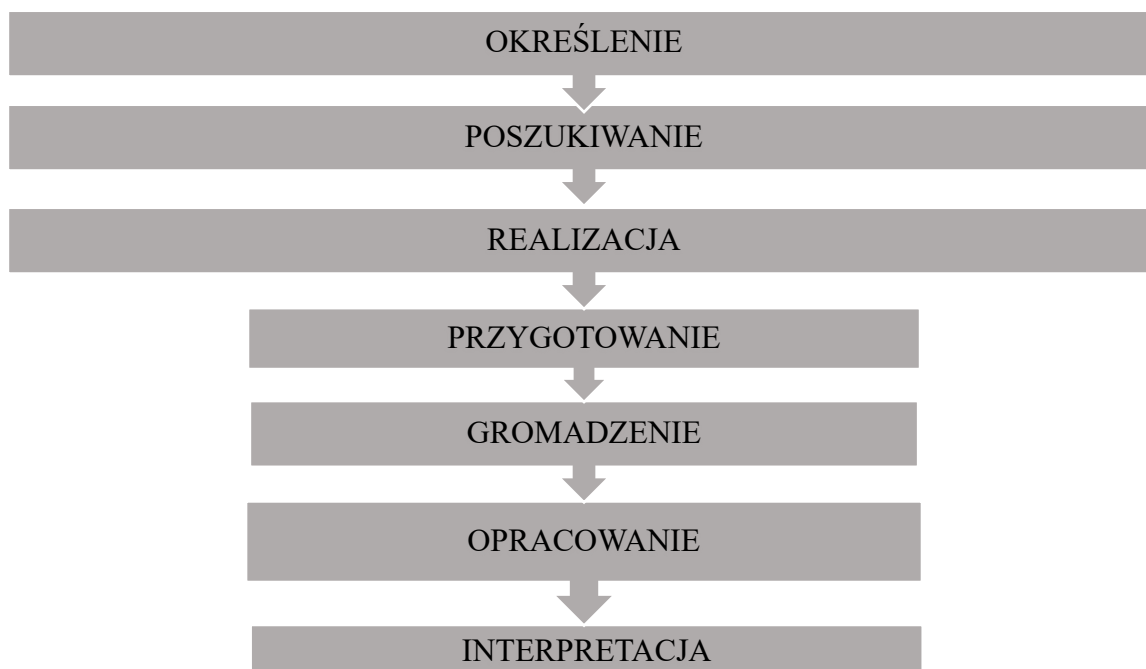 OKREŚLENIE
POSZUKIWANIE
REALIZACJA
PRZYGOTOWANIE
GROMADZENIE
OPRACOWANIE
INTERPRETACJA